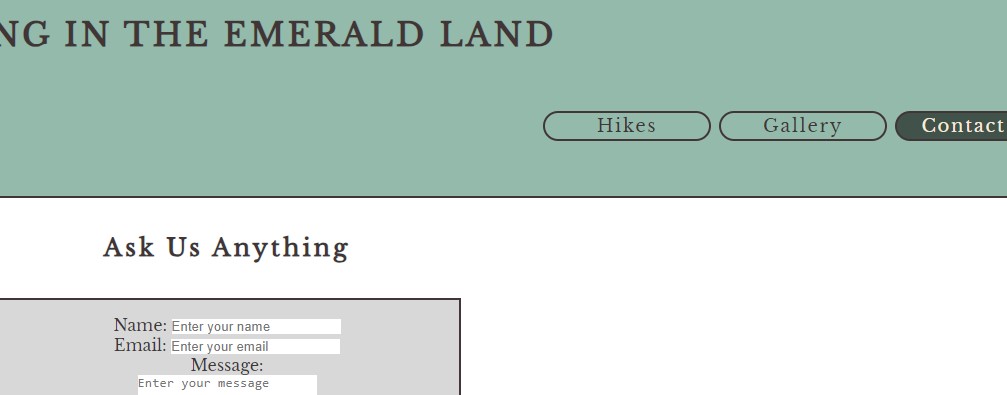 NG IN THE EMERALD LAND
Hikes Gallery Contact
Ask Us Anything
Name: Enter your name
Email: Enter your email
Message:
Enter your message